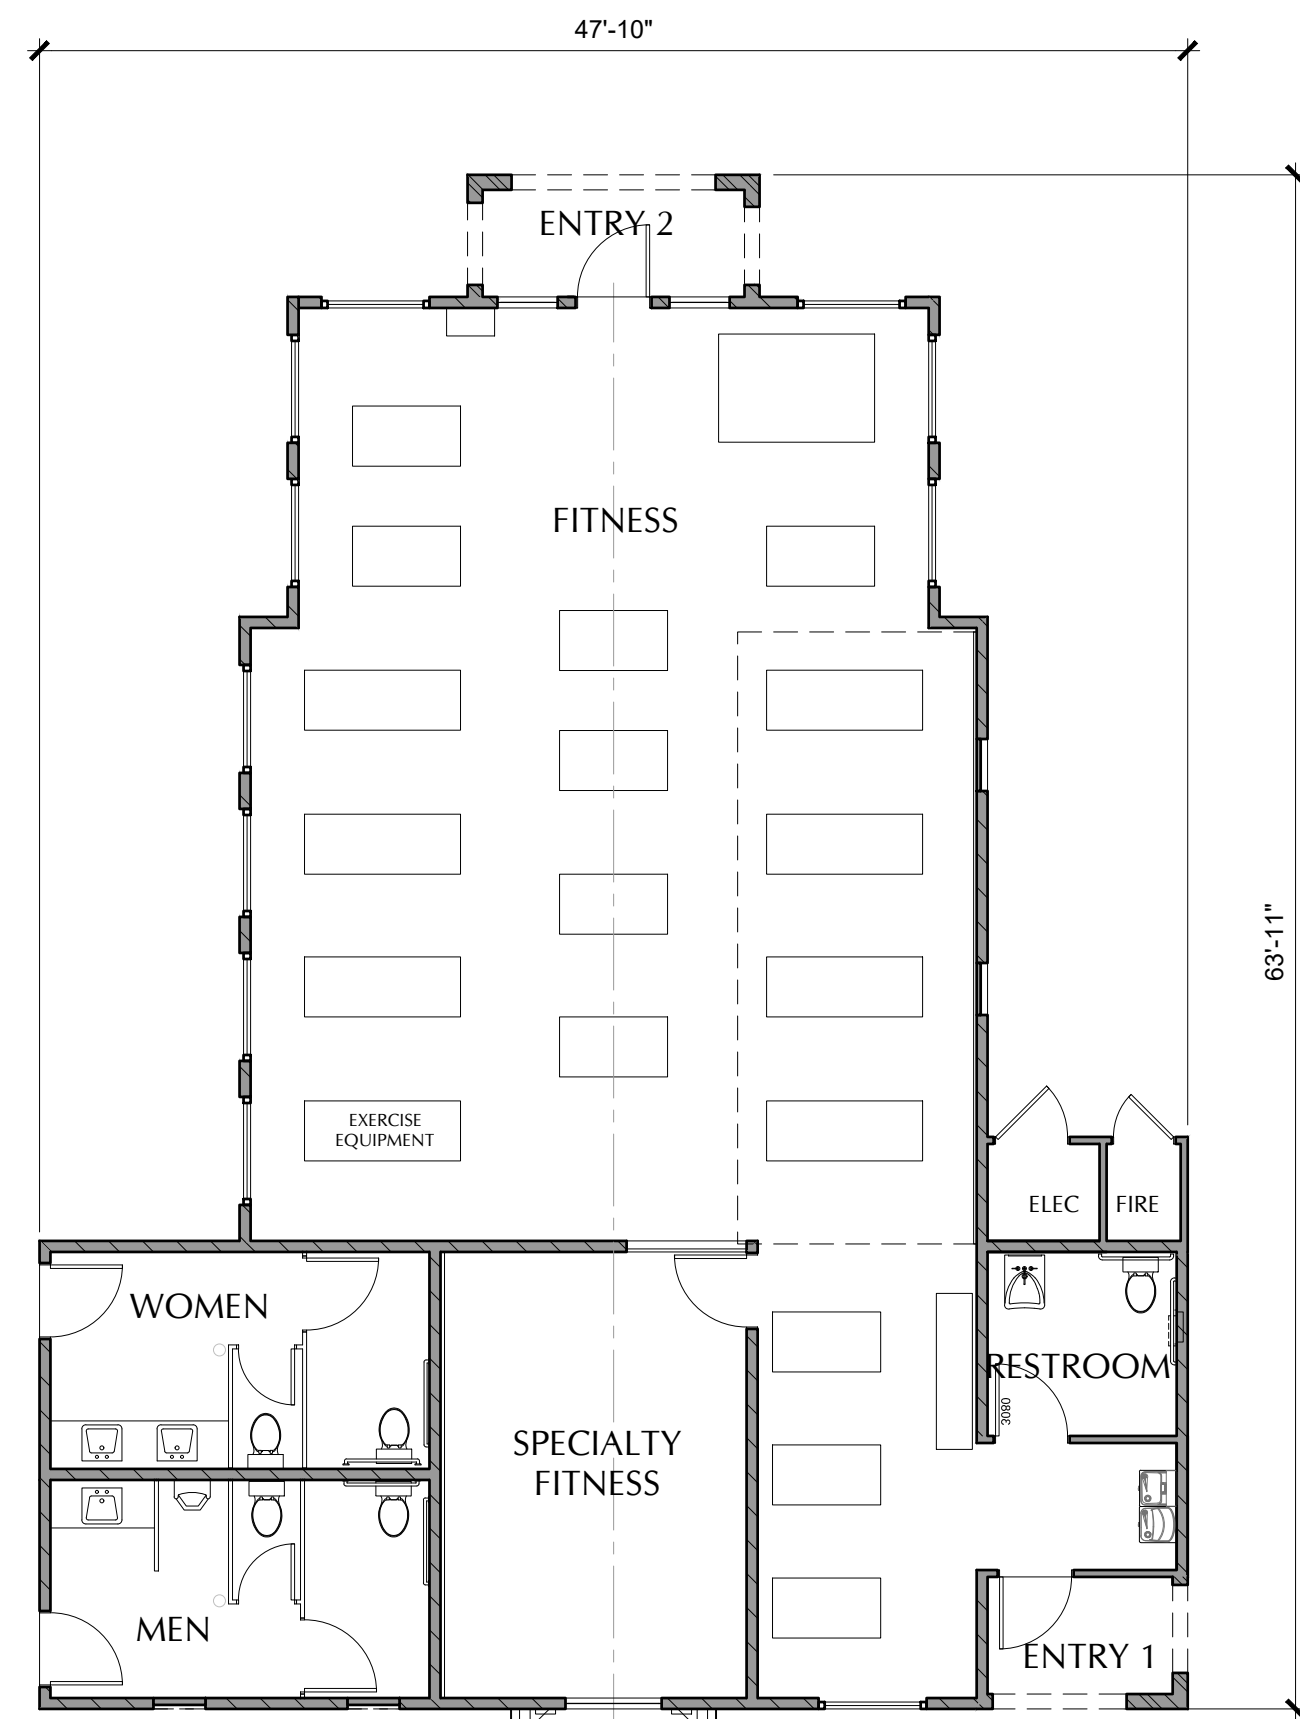 47'-10"
ENTRY 2
FITNESS
63'-11"
EXERCISE
EQUIPMENT
ELEC
FIRE
WOMEN
RESTROOM
3080
SPECIALTY
FITNESS
MEN
ENTRY 1